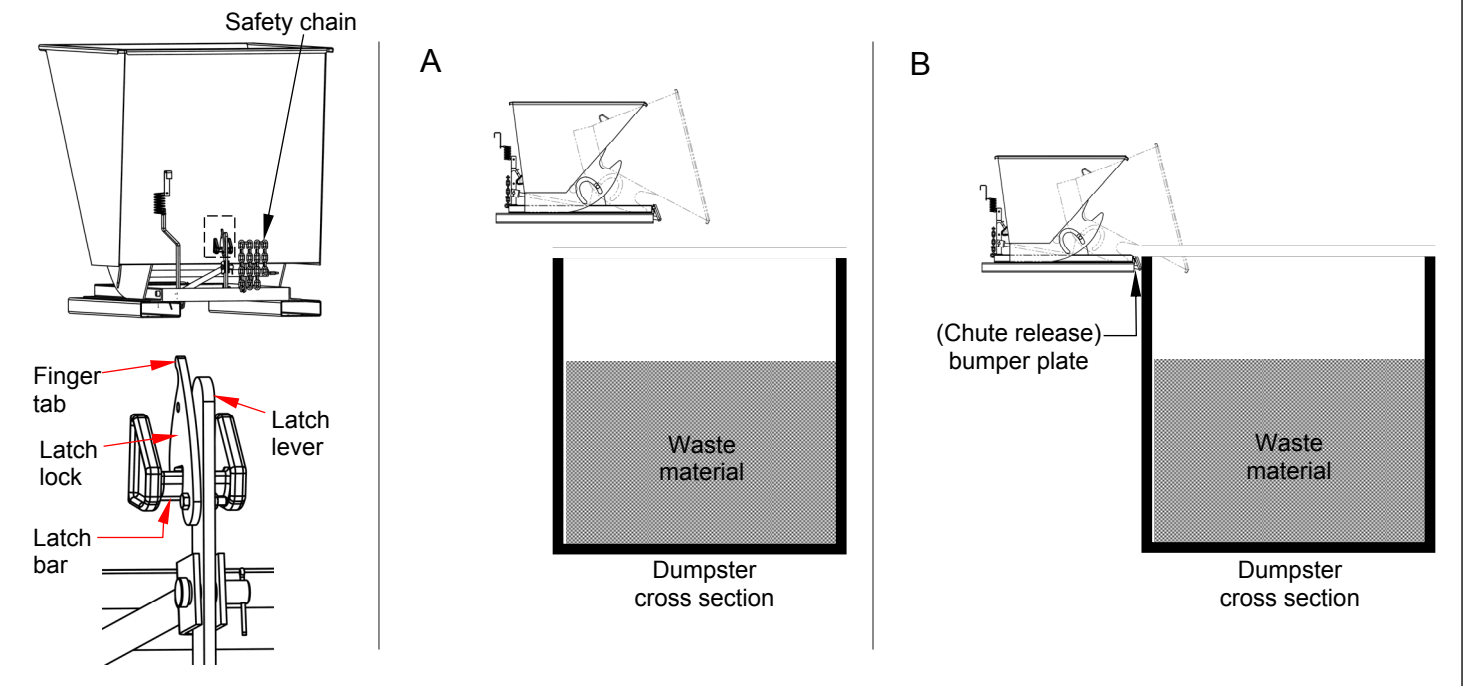 Safety chain
Finger
tab
Latch
lever
Latch
lock
Latch
bar
A
Waste
material
Dumpster
cross section
B
(Chute release)
bumper plate
Waste
material
Dumpster
cross section